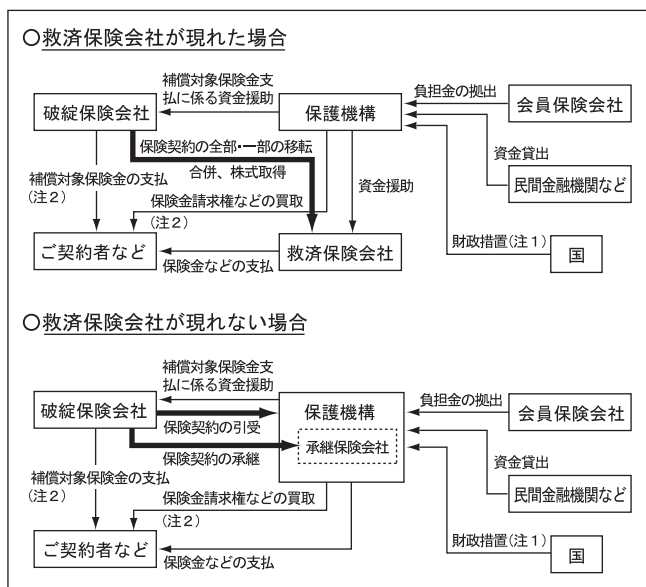 ○救済保険会社が現れた場合
補償対象保険金支
払に係る資金援助
負担金の拠出
破綻保険会社
保護機構
会員保険会社
保険契約の全部・一部の移転
合併、株式取得
資金貸出
補償対象保険金の支払
(注2)
保険金請求権などの買取
(注2)
資金援助
民間金融機関など
ご契約者など
保険金などの支払
救済保険会社
財政措置(注1)
国
○救済保険会社が現れない場合
補償対象保険金支
払に係る資金援助
負担金の拠出
破綻保険会社
保護機構
会員保険会社
保険契約の引受
承継保険会社
保険契約の承継
資金貸出
補償対象保険金の支払
(注2)
保険金請求権などの買取
(注2)
民間金融機関など
ご契約者など
保険金などの支払
財政措置(注1)
国